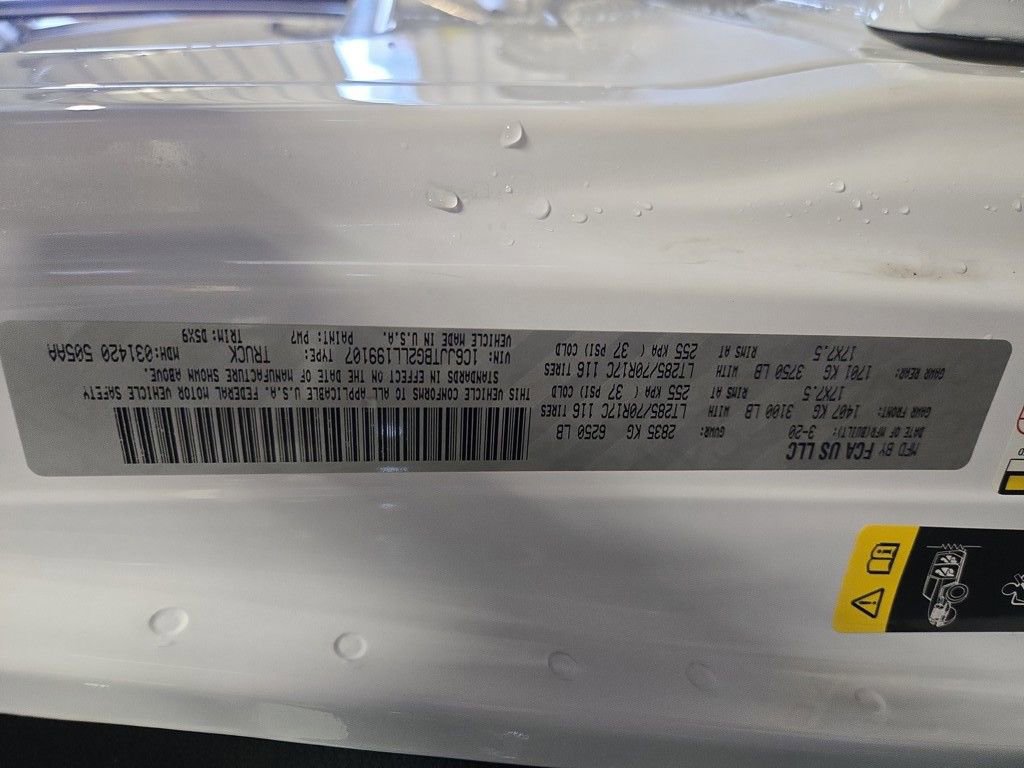 MFD BY FCA US LLC
DATE OF MFR(BUILT): 3-20
GVWR: 2835 KG 6250 LB
GAWR FRONT: 1407 KG 3100 LB WITH LT285/70R17C 116 TIRES
17X7.5 RIMS AT 255 KPA ( 37 PSI) COLD
GAWR REAR: 1701 KG 3750 LB WITH LT285/70R17C 116 TIRES
17X7.5 RIMS AT 255 KPA ( 37 PSI) COLD
THIS VEHICLE CONFORMS TO ALL APPLICABLE U.S.A. FEDERAL MOTOR VEHICLE SAFETY
STANDARDS IN EFFECT ON THE DATE OF MANUFACTURE SHOWN ABOVE.
VIN: 1C6JJTBG2LL199107 TYPE: TRUCK MDH:031420 505AA
VEHICLE MADE IN U.S.A. PAINT: PW7 TRIM: D5X9